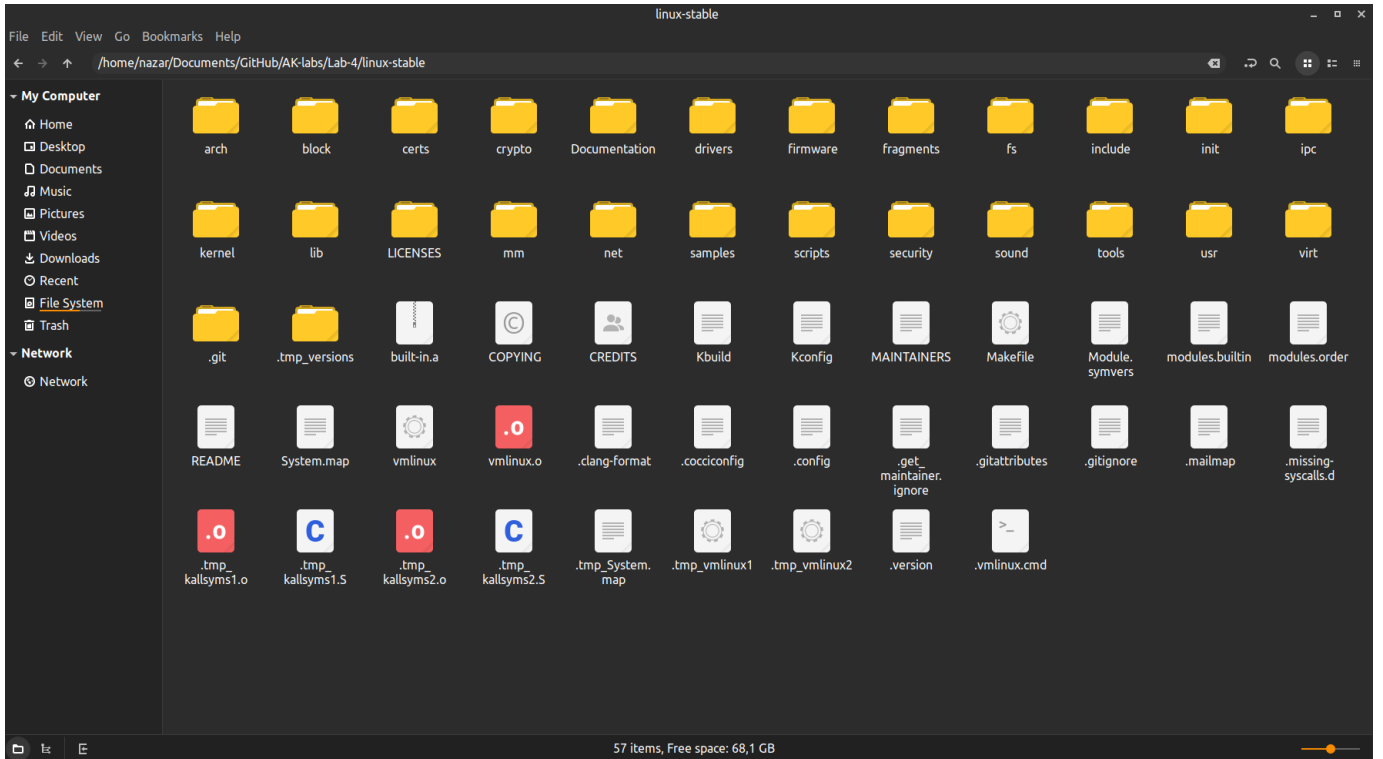 linux-stable
File Edit View Go Bookmarks Help
/home/nazar/Documents/GitHub/AK-labs/Lab-4/linux-stable
My Computer
Home
Desktop
Documents
Music
Pictures
Videos
Downloads
Recent
File System
Trash
Network
Network
arch block certs crypto Documentation drivers firmware fragments fs include init ipc
kernel lib LICENSES mm net samples scripts security sound tools usr virt
.git .tmp_versions built-in.a COPYING CREDITS Kbuild Kconfig MAINTAINERS Makefile Module. modules.builtin modules.order
symvers
.o
README System.map vmlinux vmlinux.o .clang-format .cocciconfig .config .get_ .gitattributes .gitignore .mailmap .missing-
maintainer. syscalls.d
ignore
.o C .o C >_
.tmp_ .tmp_ .tmp_ .tmp_ .tmp_System. .tmp_vmlinux1 .tmp_vmlinux2 .version .vmlinux.cmd
kallsyms1.o kallsyms1.S kallsyms2.o kallsyms2.S map
57 items, Free space: 68,1 GB